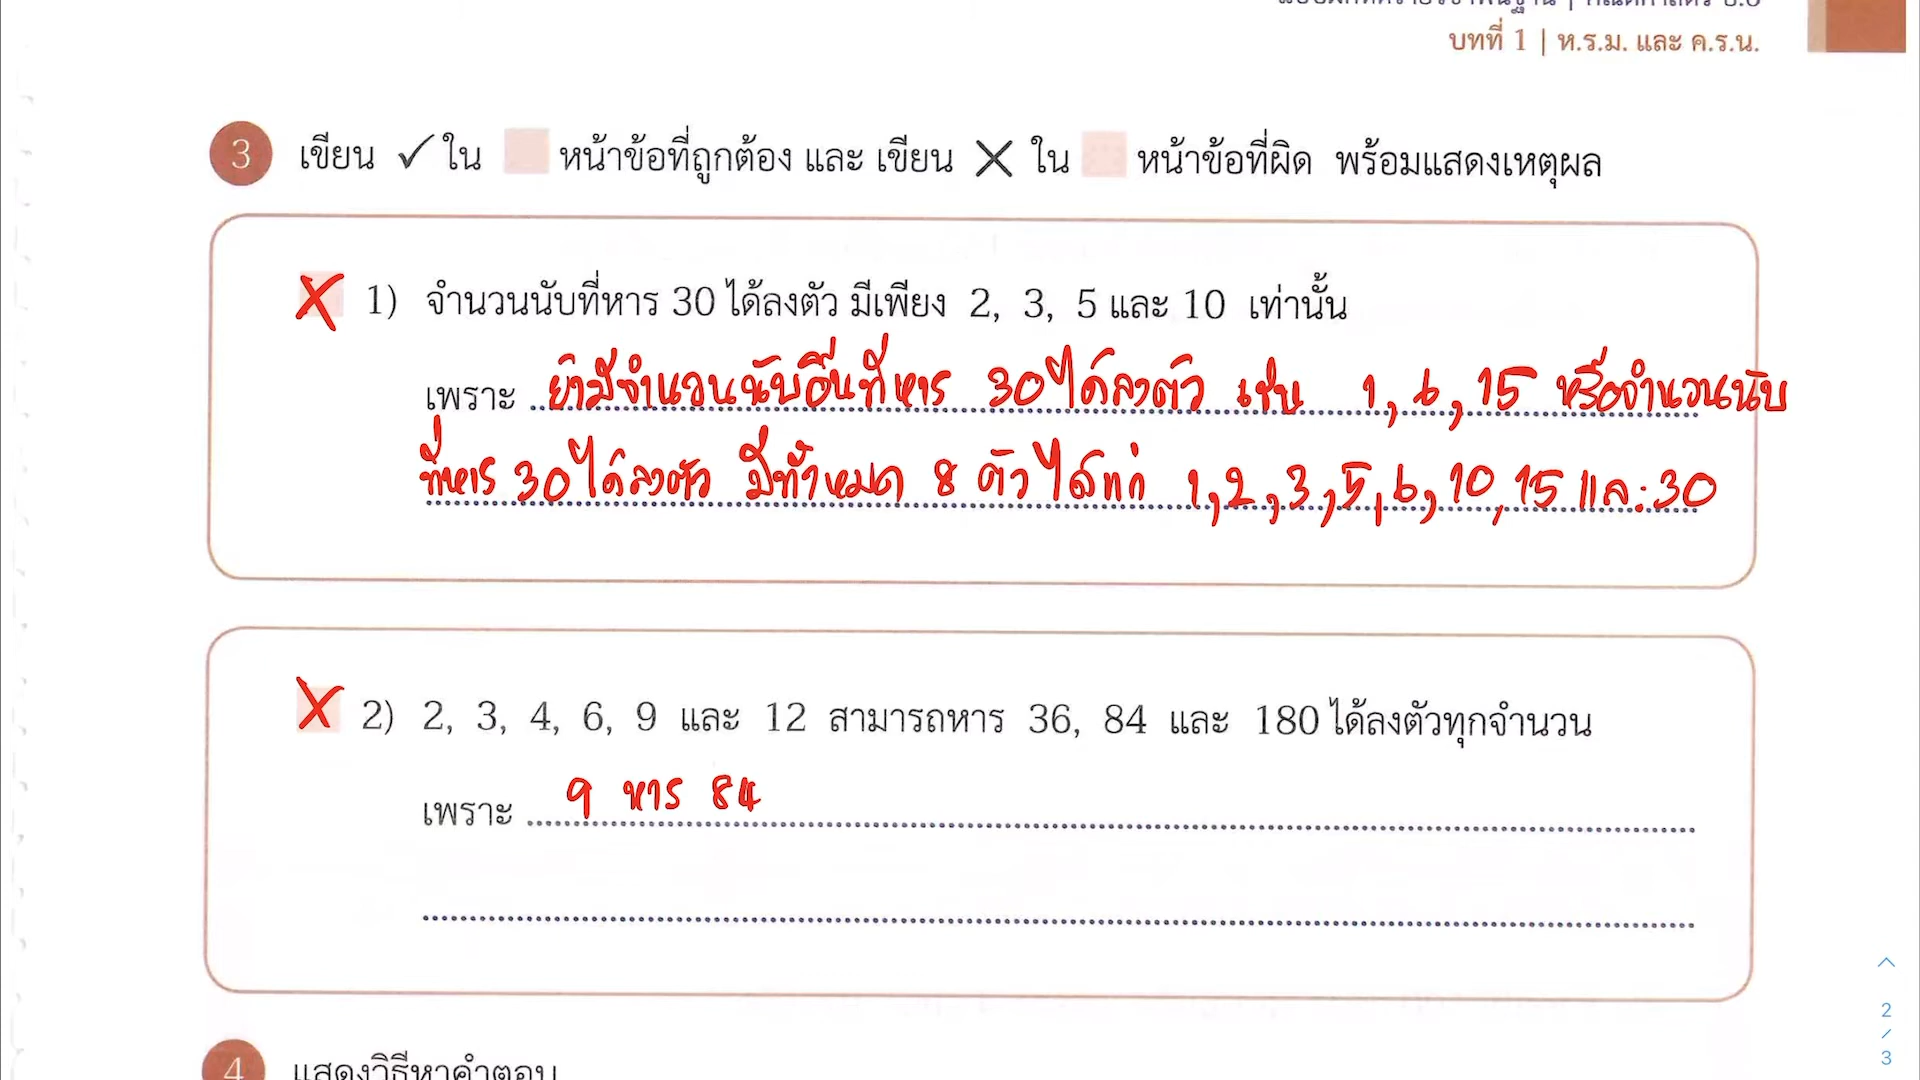 บทที่ 1 | ห.ร.ม. และ ค.ร.น.
3 เขียน ✓ ใน หน้าข้อที่ถูกต้อง และ เขียน ✕ ใน หน้าข้อที่ผิด พร้อมแสดงเหตุผล
✕ 1) จำนวนนับที่หาร 30 ได้ลงตัว มีเพียง 2, 3, 5 และ 10 เท่านั้น
เพราะ ยังมีจำนวนนับอื่นที่หาร 30 ได้ลงตัว เช่น 1, 6, 15 หรือจำนวนนับ
ที่หาร 30 ได้ลงตัว มีทั้งหมด 8 ตัว ได้แก่ 1, 2, 3, 5, 6, 10, 15 และ 30
✕ 2) 2, 3, 4, 6, 9 และ 12 สามารถหาร 36, 84 และ 180 ได้ลงตัวทุกจำนวน
เพราะ 9 หาร 84
4 แสดงวิธีหาคำตอบ
2
/
3